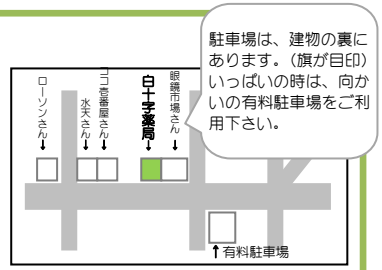 駐車場は、建物の裏に
あります。（旗が目印）
いっぱいの時は、向か
いの有料駐車場をご利
用下さい。
ローソンさん→
水天さん→
ココ壱番屋さん→
白十字薬局→
眼鏡市場さん→
↑有料駐車場